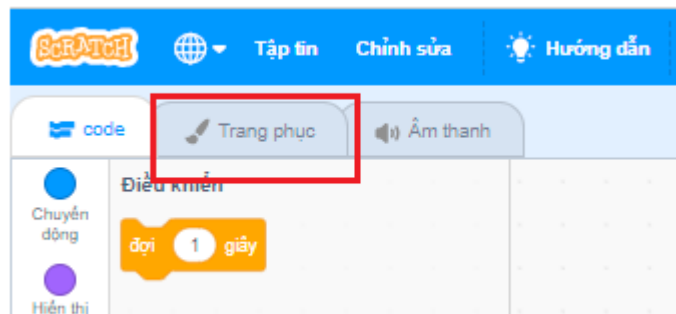 SCRATCH Tập tin Chỉnh sửa Hướng dẫn
code Trang phục Âm thanh
Điều khiển
Chuyển
động
đợi 1 giây
Hiển thị